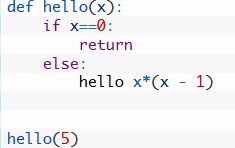 def hello(x):
    if x==0:
        return
    else:
        hello x*(x - 1)
hello(5)